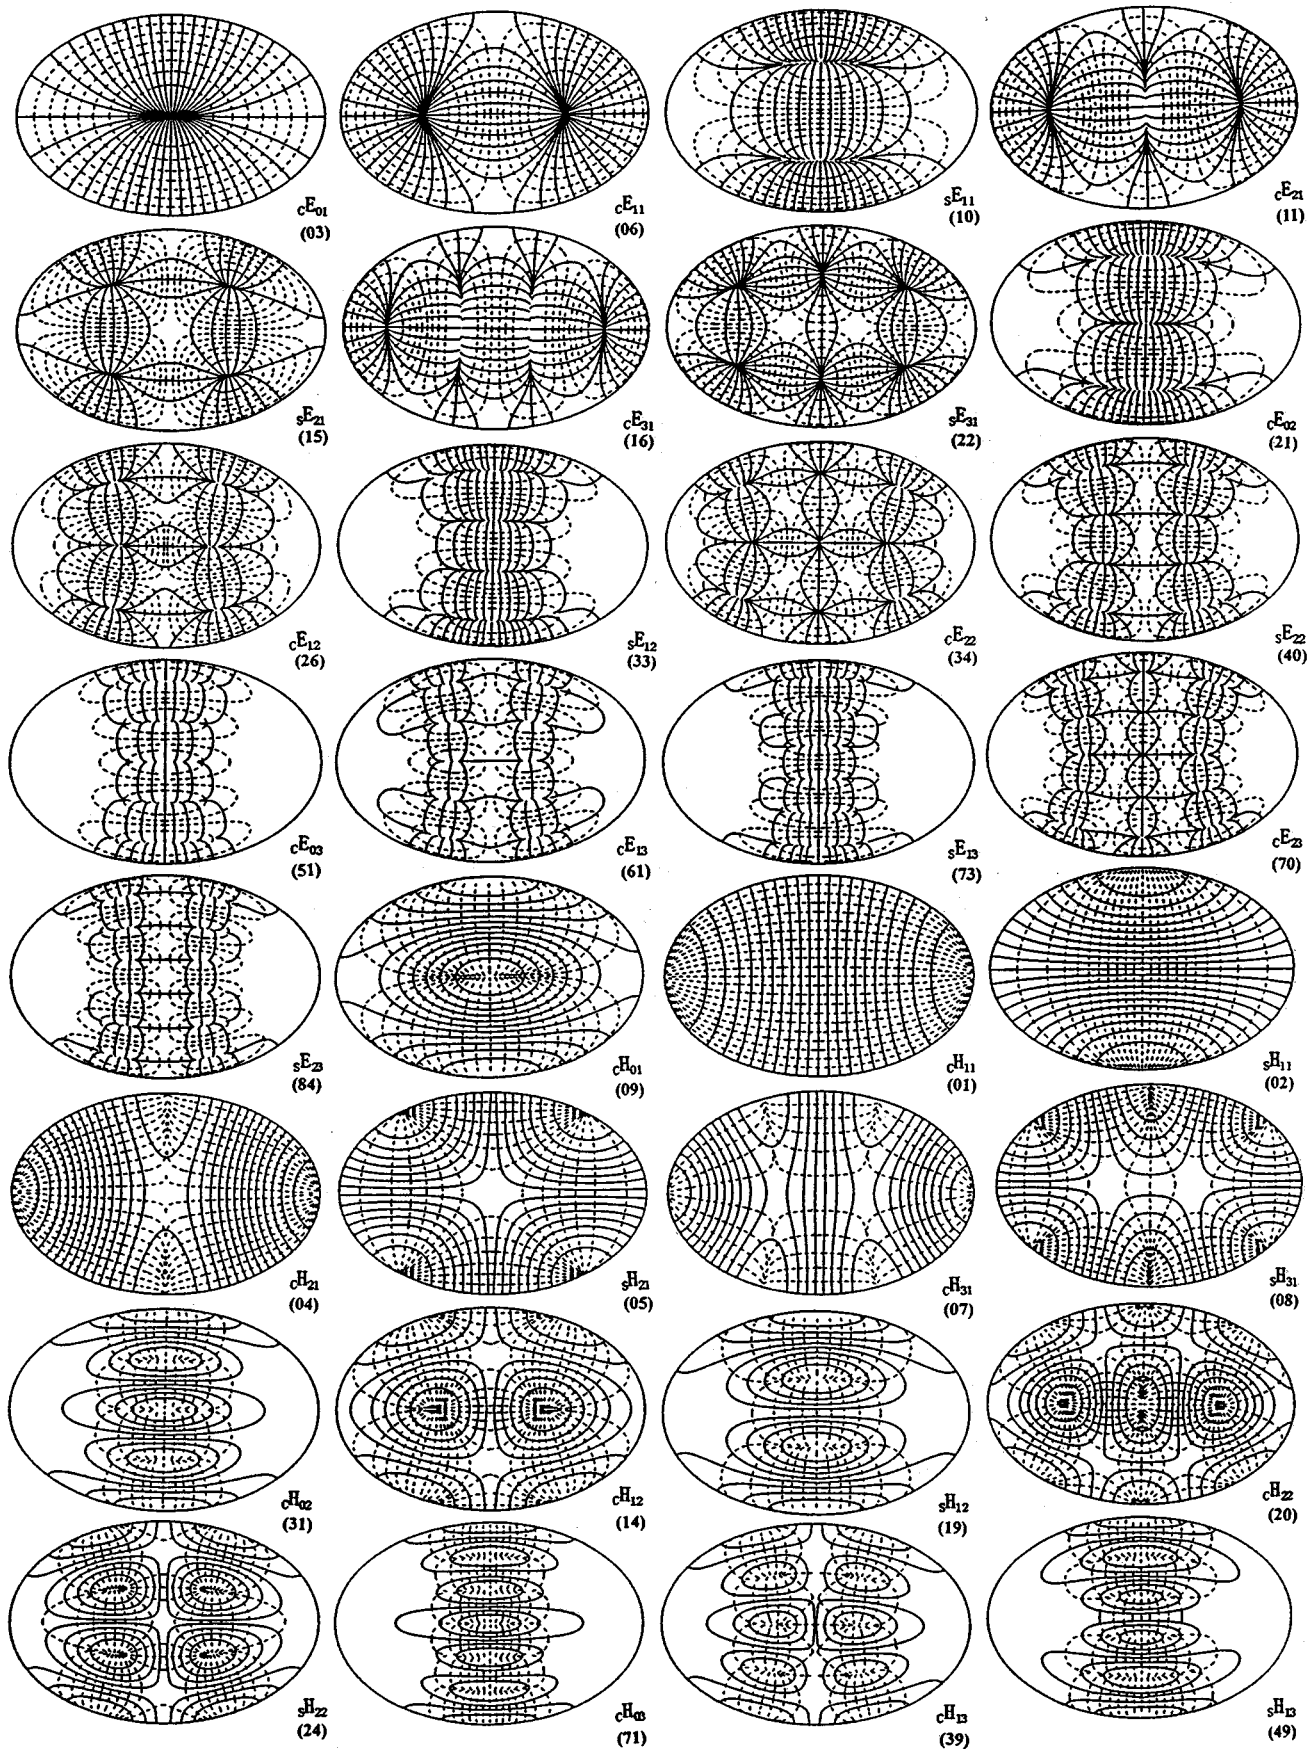 cE01
(03)
cE11
(06)
sE11
(10)
cE21
(11)
sE21
(15)
cE31
(16)
sE31
(22)
cE02
(21)
cE12
(26)
sE12
(33)
cE22
(34)
sE22
(40)
cE03
(51)
cE13
(61)
sE13
(73)
cE23
(70)
sE23
(84)
cH01
(09)
cH11
(01)
sH11
(02)
cH21
(04)
sH21
(05)
cH31
(07)
sH31
(08)
cH02
(31)
cH12
(14)
sH12
(19)
cH22
(20)
sH22
(24)
cH03
(71)
cH13
(39)
sH13
(49)